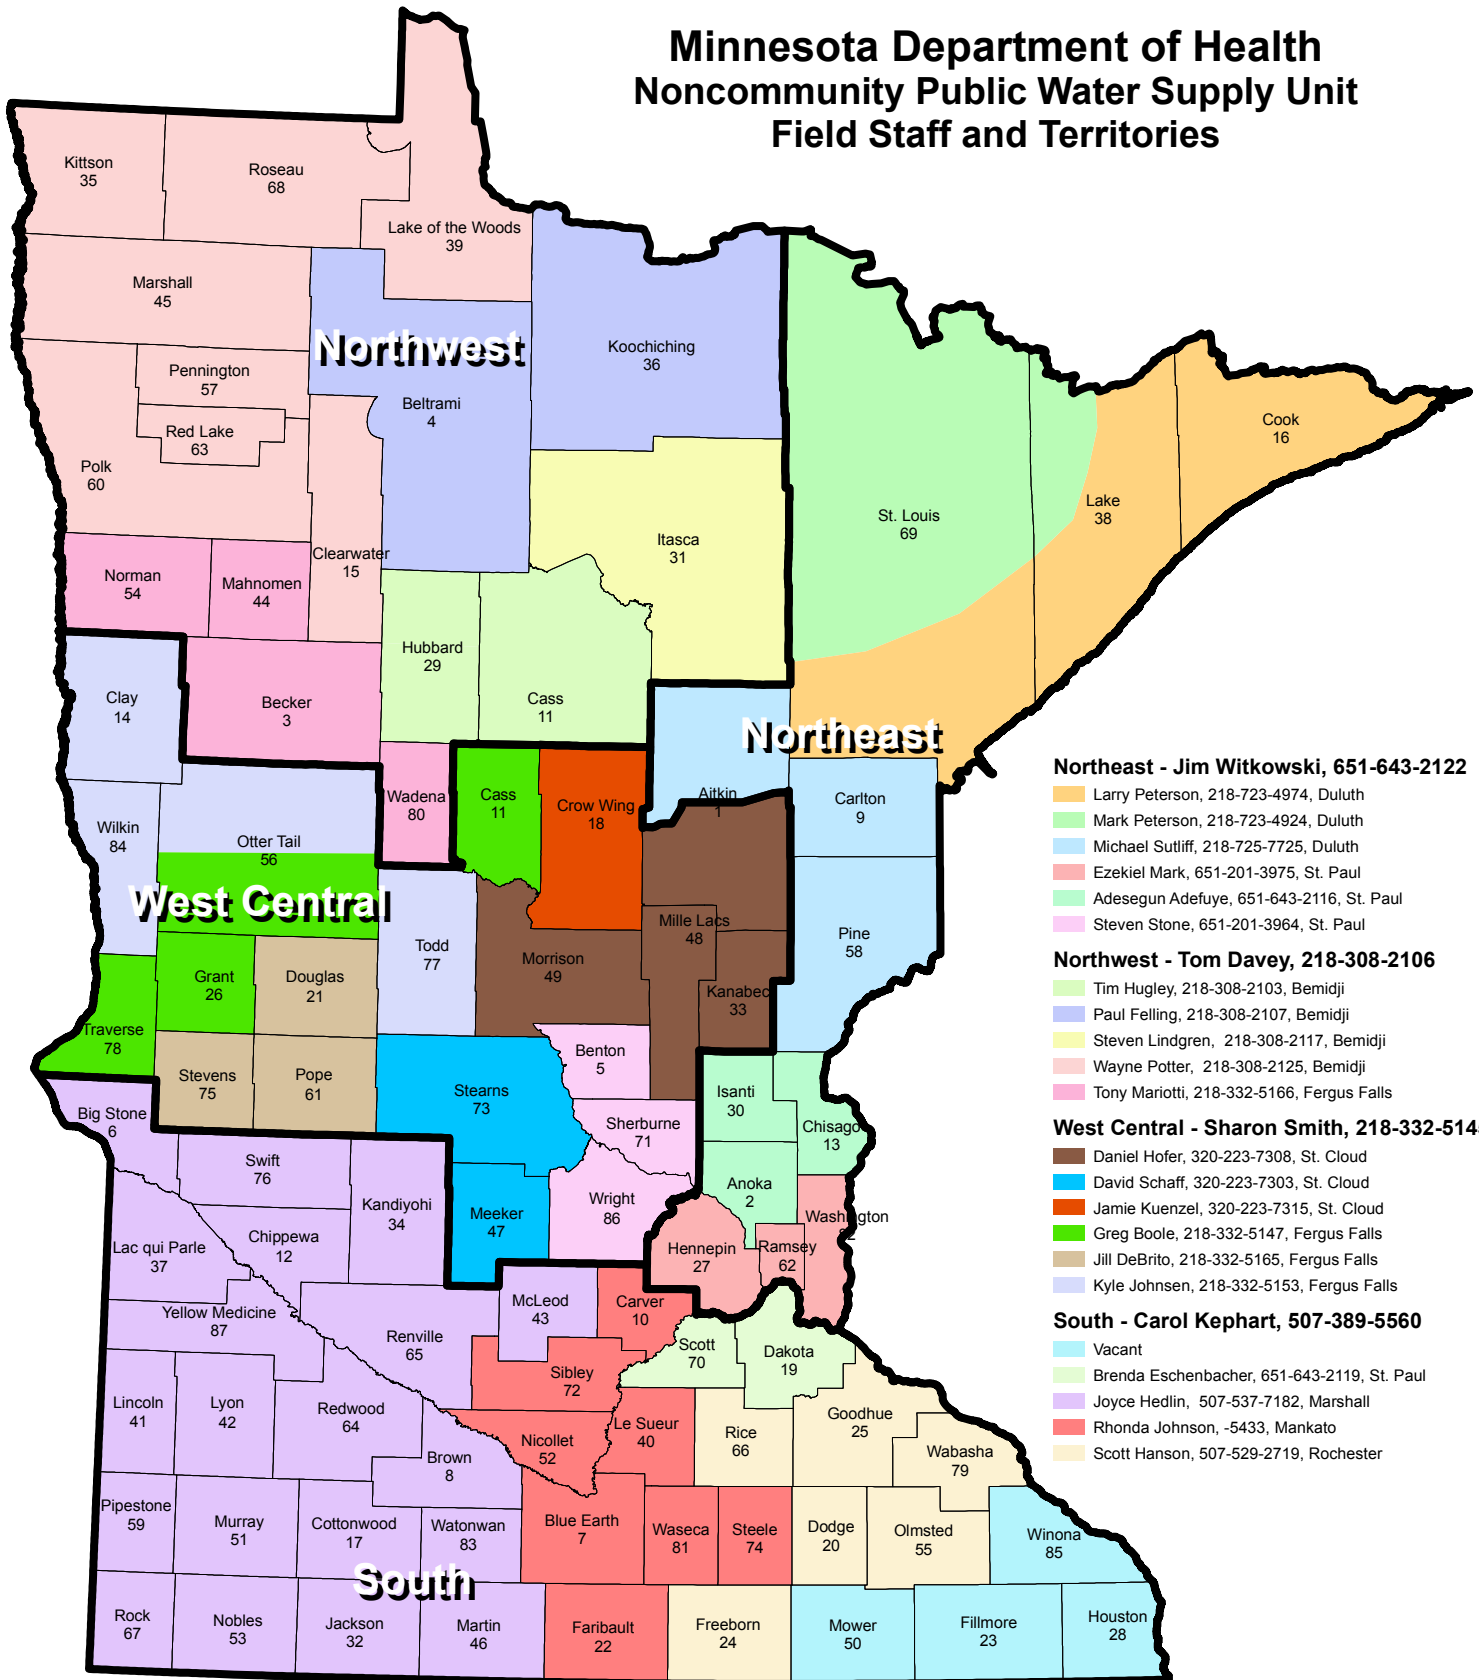 Minnesota Department of Health
Noncommunity Public Water Supply Unit
Field Staff and Territories
Kittson
35
Roseau
68
Lake of the Woods
39
Marshall
45
Northwest
Koochiching
36
Pennington
57
Beltrami
4
Red Lake
63
Polk
60
Cook
16
Lake
38
St. Louis
69
Itasca
31
Clearwater
15
Norman
54
Mahnomen
44
Hubbard
29
Cass
11
Clay
14
Becker
3
Northeast
Wadena
80
Cass
11
Crow Wing
18
Aitkin
1
Carlton
9
Wilkin
84
Otter Tail
56
West Central
Todd
77
Morrison
49
Mille Lacs
48
Pine
58
Grant
26
Douglas
21
Kanabec
33
Traverse
78
Stevens
75
Pope
61
Stearns
73
Benton
5
Isanti
30
Chisago
13
Big Stone
6
Sherburne
71
Swift
76
Kandiyohi
34
Meeker
47
Wright
86
Anoka
2
Washington
Hennepin
27
Ramsey
62
Lac qui Parle
37
Chippewa
12
Yellow Medicine
87
Renville
65
McLeod
43
Carver
10
Scott
70
Dakota
19
Sibley
72
Lincoln
41
Lyon
42
Redwood
64
Brown
8
Nicollet
52
Le Sueur
40
Rice
66
Goodhue
25
Wabasha
79
Pipestone
59
Murray
51
Cottonwood
17
Watonwan
83
Blue Earth
7
Waseca
81
Steele
74
Dodge
20
Olmsted
55
Winona
85
South
Rock
67
Nobles
53
Jackson
32
Martin
46
Faribault
22
Freeborn
24
Mower
50
Fillmore
23
Houston
28
Northeast - Jim Witkowski, 651-643-2122
Larry Peterson, 218-723-4974, Duluth
Mark Peterson, 218-723-4924, Duluth
Michael Sutliff, 218-725-7725, Duluth
Ezekiel Mark, 651-201-3975, St. Paul
Adesegun Adefuye, 651-643-2116, St. Paul
Steven Stone, 651-201-3964, St. Paul
Northwest - Tom Davey, 218-308-2106
Tim Hugley, 218-308-2103, Bemidji
Paul Felling, 218-308-2107, Bemidji
Steven Lindgren, 218-308-2117, Bemidji
Wayne Potter, 218-308-2125, Bemidji
Tony Mariotti, 218-332-5166, Fergus Falls
West Central - Sharon Smith, 218-332-514
Daniel Hofer, 320-223-7308, St. Cloud
David Schaff, 320-223-7303, St. Cloud
Jamie Kuenzel, 320-223-7315, St. Cloud
Greg Boole, 218-332-5147, Fergus Falls
Jill DeBrito, 218-332-5165, Fergus Falls
Kyle Johnsen, 218-332-5153, Fergus Falls
South - Carol Kephart, 507-389-5560
Vacant
Brenda Eschenbacher, 651-643-2119, St. Paul
Joyce Hedlin, 507-537-7182, Marshall
Rhonda Johnson, -5433, Mankato
Scott Hanson, 507-529-2719, Rochester